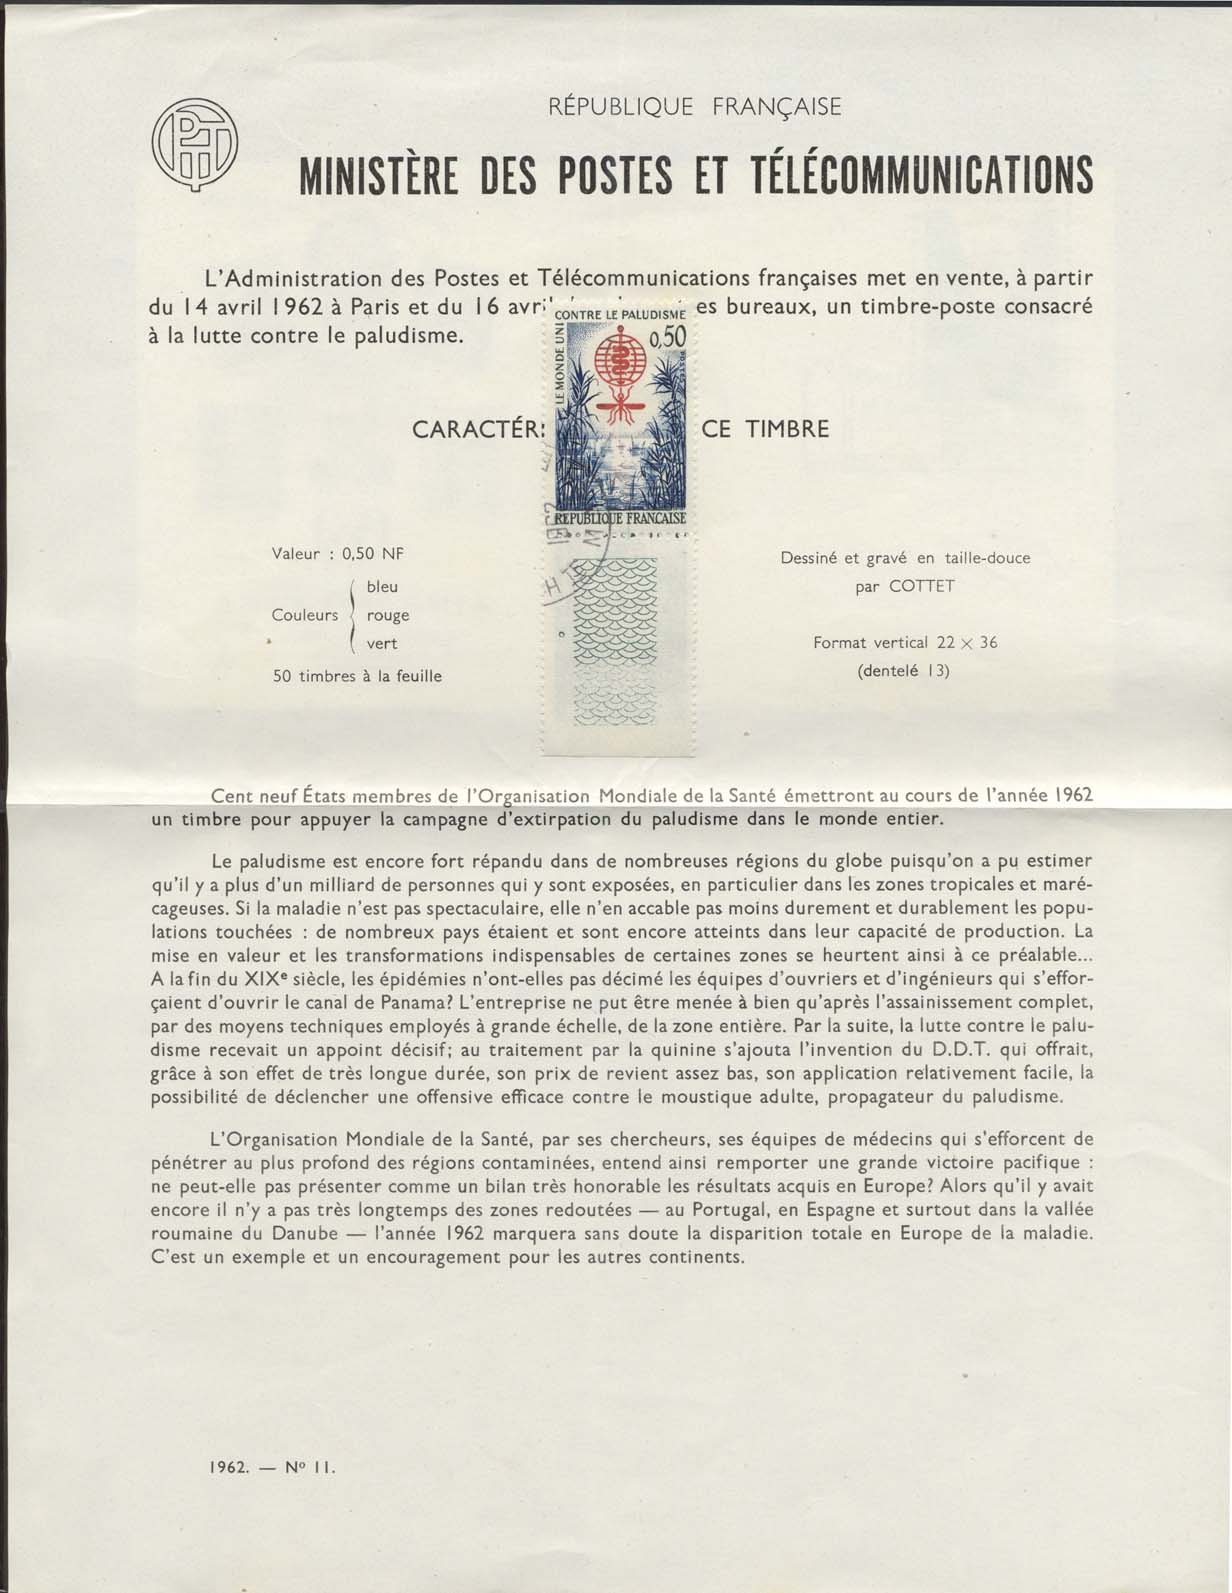 PTT
RÉPUBLIQUE FRANÇAISE
MINISTÈRE DES POSTES ET TÉLÉCOMMUNICATIONS
L'Administration des Postes et Télécommunications françaises met en vente, à partir
du 14 avril 1962 à Paris et du 16 avri es bureaux, un timbre-poste consacré
à la lutte contre le paludisme.
LE MONDE UNI
CONTRE LE PALUDISME
0,50
POSTES
REPUBLIQUE FRANÇAISE
1962
CARACTÉRI CE TIMBRE
Valeur : 0,50 NF
Couleurs
bleu
rouge
vert
50 timbres à la feuille
Dessiné et gravé en taille-douce
par COTTET
Format vertical 22 × 36
(dentelé 13)
Cent neuf États membres de l'Organisation Mondiale de la Santé émettront au cours de l'année 1962
un timbre pour appuyer la campagne d'extirpation du paludisme dans le monde entier.
Le paludisme est encore fort répandu dans de nombreuses régions du globe puisqu'on a pu estimer
qu'il y a plus d'un milliard de personnes qui y sont exposées, en particulier dans les zones tropicales et maré-
cageuses. Si la maladie n'est pas spectaculaire, elle n'en accable pas moins durement et durablement les popu-
lations touchées : de nombreux pays étaient et sont encore atteints dans leur capacité de production. La
mise en valeur et les transformations indispensables de certaines zones se heurtent ainsi à ce préalable...
A la fin du XIXe siècle, les épidémies n'ont-elles pas décimé les équipes d'ouvriers et d'ingénieurs qui s'effor-
çaient d'ouvrir le canal de Panama? L'entreprise ne put être menée à bien qu'après l'assainissement complet,
par des moyens techniques employés à grande échelle, de la zone entière. Par la suite, la lutte contre le palu-
disme recevait un appoint décisif; au traitement par la quinine s'ajouta l'invention du D.D.T. qui offrait,
grâce à son effet de très longue durée, son prix de revient assez bas, son application relativement facile, la
possibilité de déclencher une offensive efficace contre le moustique adulte, propagateur du paludisme.
L'Organisation Mondiale de la Santé, par ses chercheurs, ses équipes de médecins qui s'efforcent de
pénétrer au plus profond des régions contaminées, entend ainsi remporter une grande victoire pacifique :
ne peut-elle pas présenter comme un bilan très honorable les résultats acquis en Europe? Alors qu'il y avait
encore il n'y a pas très longtemps des zones redoutées — au Portugal, en Espagne et surtout dans la vallée
roumaine du Danube — l'année 1962 marquera sans doute la disparition totale en Europe de la maladie.
C'est un exemple et un encouragement pour les autres continents.
1962. — Nº 11.